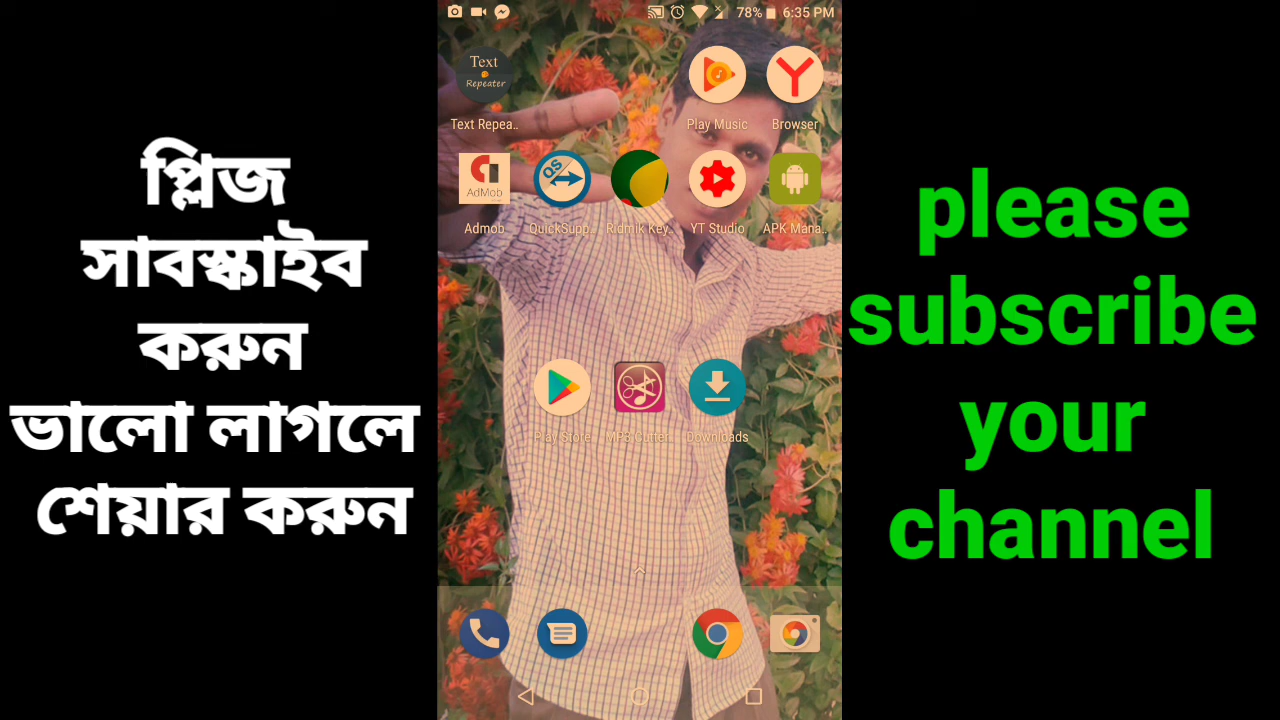 প্লিজ
সাবস্কাইব
করুন
ভালো লাগলে
শেয়ার করুন
78% 6:35 PM
Text
Repeater
Text Repea..
Play Music
Browser
AdMob
Admob
QS
QuickSupp..
Ridmik Key..
YT Studio
APK Mana..
Play Store
MP3 Cutter..
Downloads
please
subscribe
your
channel